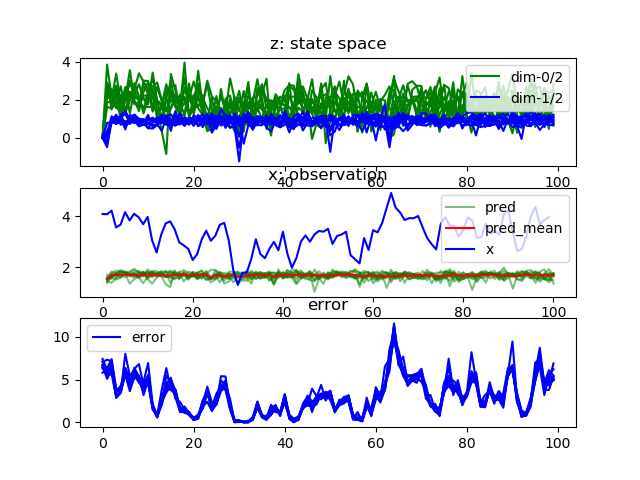 z: state space
4
2
0
dim-0/2
dim-1/2
0 20 40 60 80 100
x: observation
4
2
pred
pred_mean
x
0 20 40 60 80 100
error
10
5
0
error
0 20 40 60 80 100